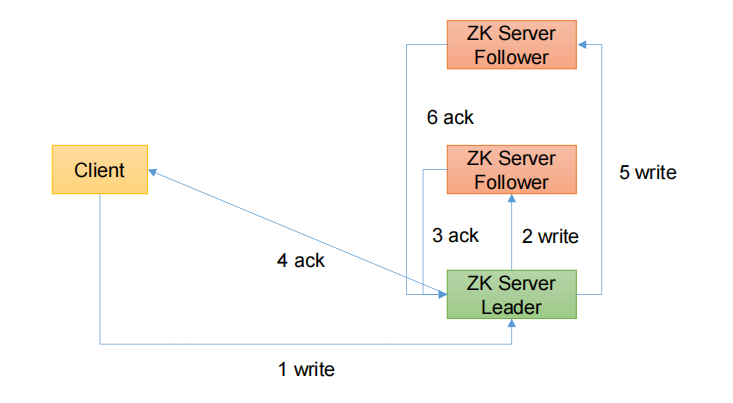 ZK Server
Follower
6 ack
ZK Server
Follower
Client
5 write
3 ack
2 write
4 ack
ZK Server
Leader
1 write